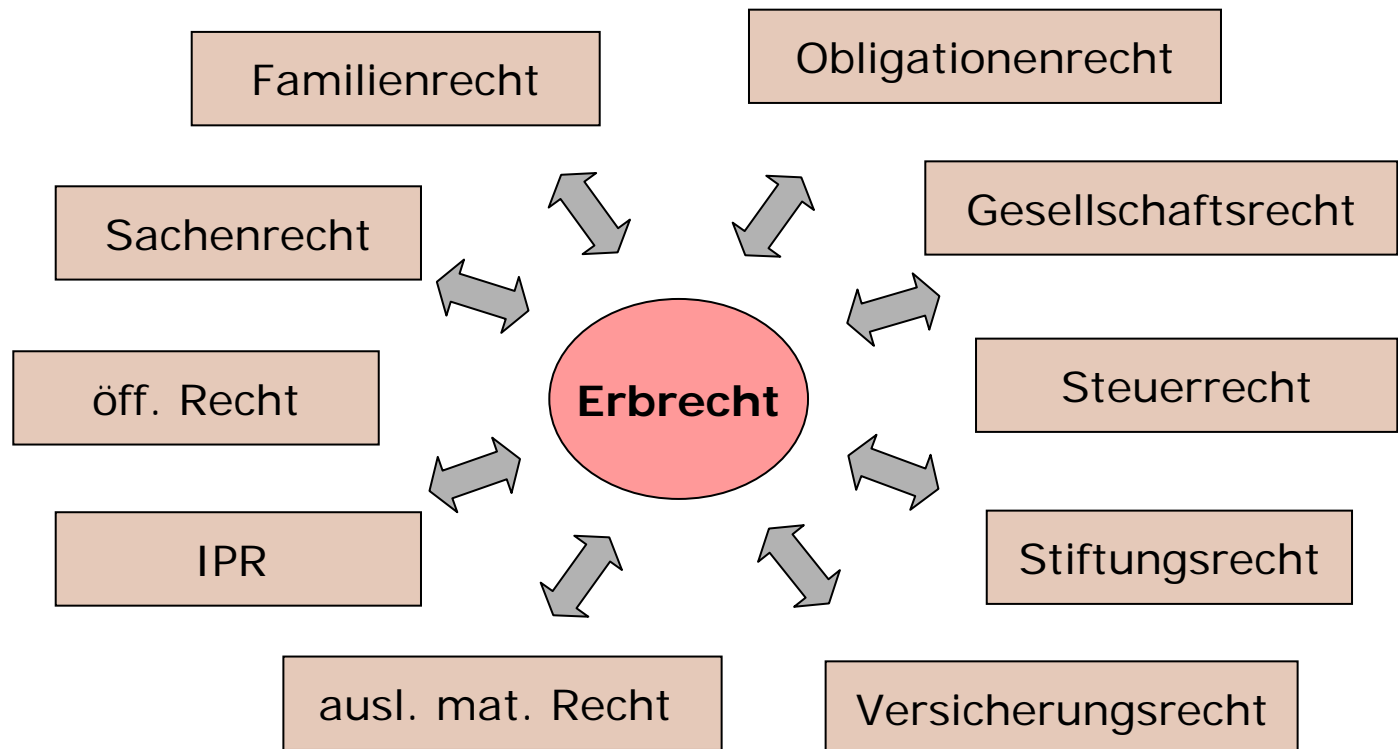 Familienrecht
Obligationenrecht
Sachenrecht
Gesellschaftsrecht
öff. Recht
Erbrecht
Steuerrecht
IPR
Stiftungsrecht
ausl. mat. Recht
Versicherungsrecht